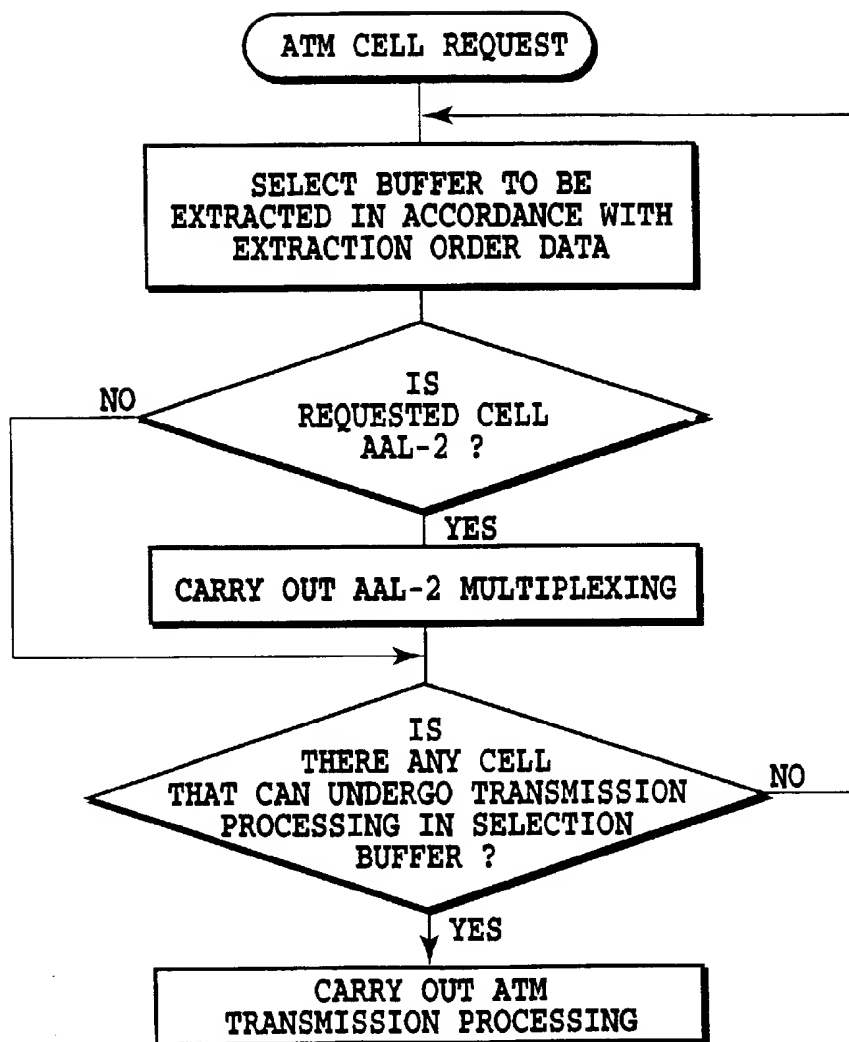 ATM CELL REQUEST
SELECT BUFFER TO BE
EXTRACTED IN ACCORDANCE WITH
EXTRACTION ORDER DATA
NO
IS
REQUESTED CELL
AAL-2 ?
YES
CARRY OUT AAL-2 MULTIPLEXING
IS
THERE ANY CELL
THAT CAN UNDERGO TRANSMISSION
PROCESSING IN SELECTION
BUFFER ?
NO
YES
CARRY OUT ATM
TRANSMISSION PROCESSING